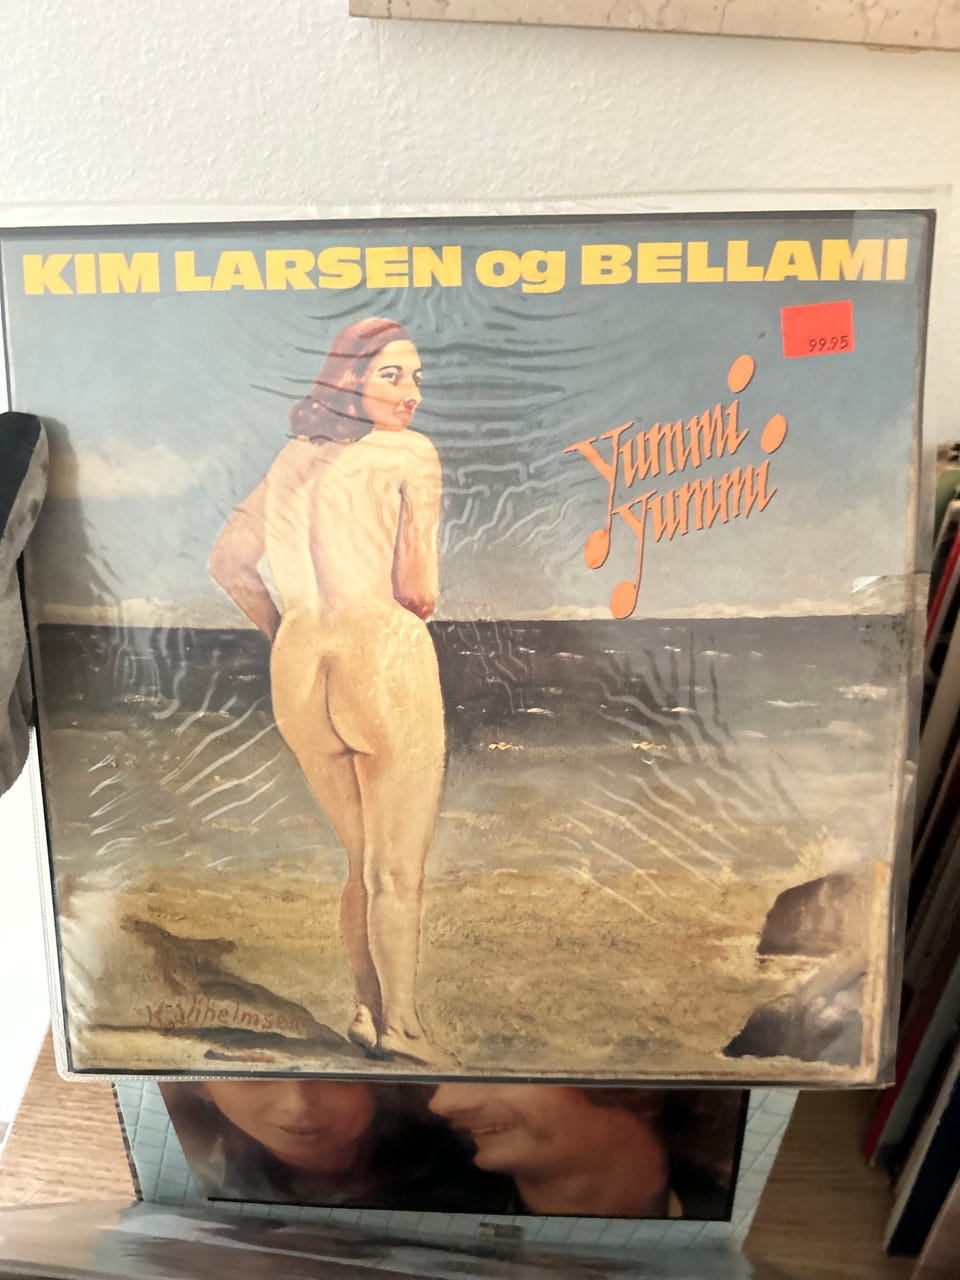 KIM LARSEN og BELLAMI
99.95
Yummi
Yummi
K. Vilhelmsen